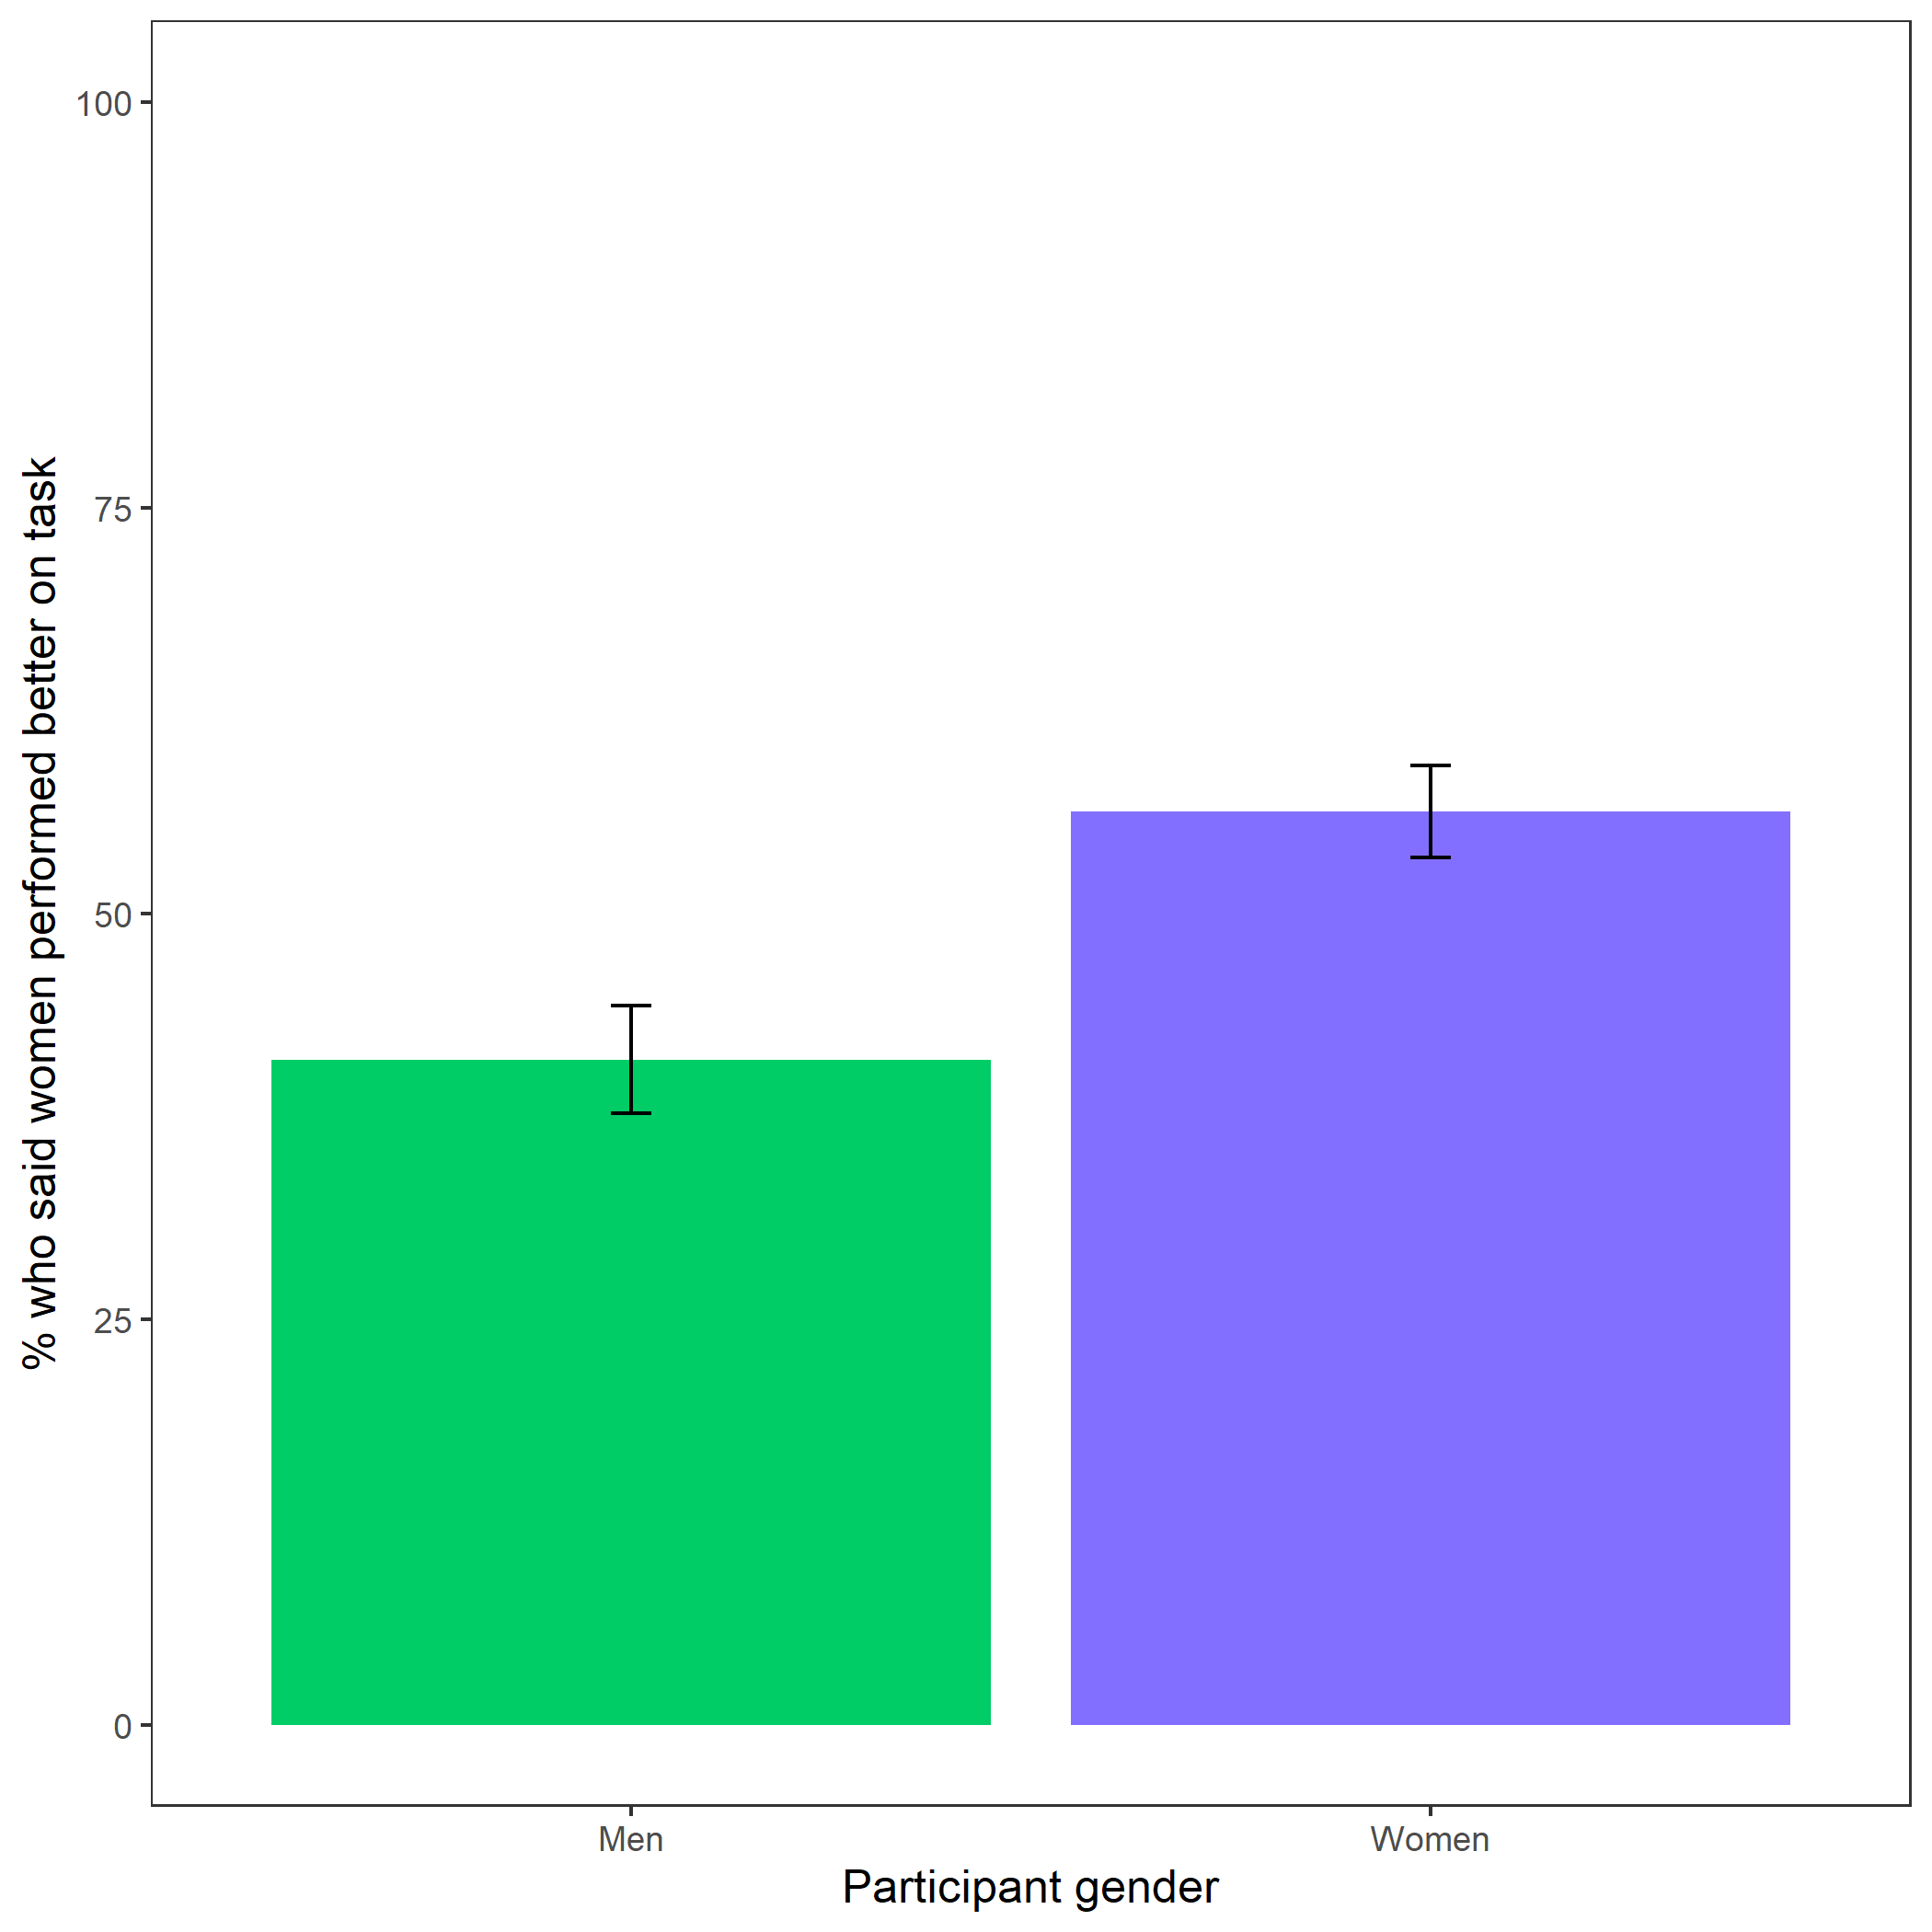 % who said women performed better on task
100
75
50
25
0
Men
Women
Participant gender